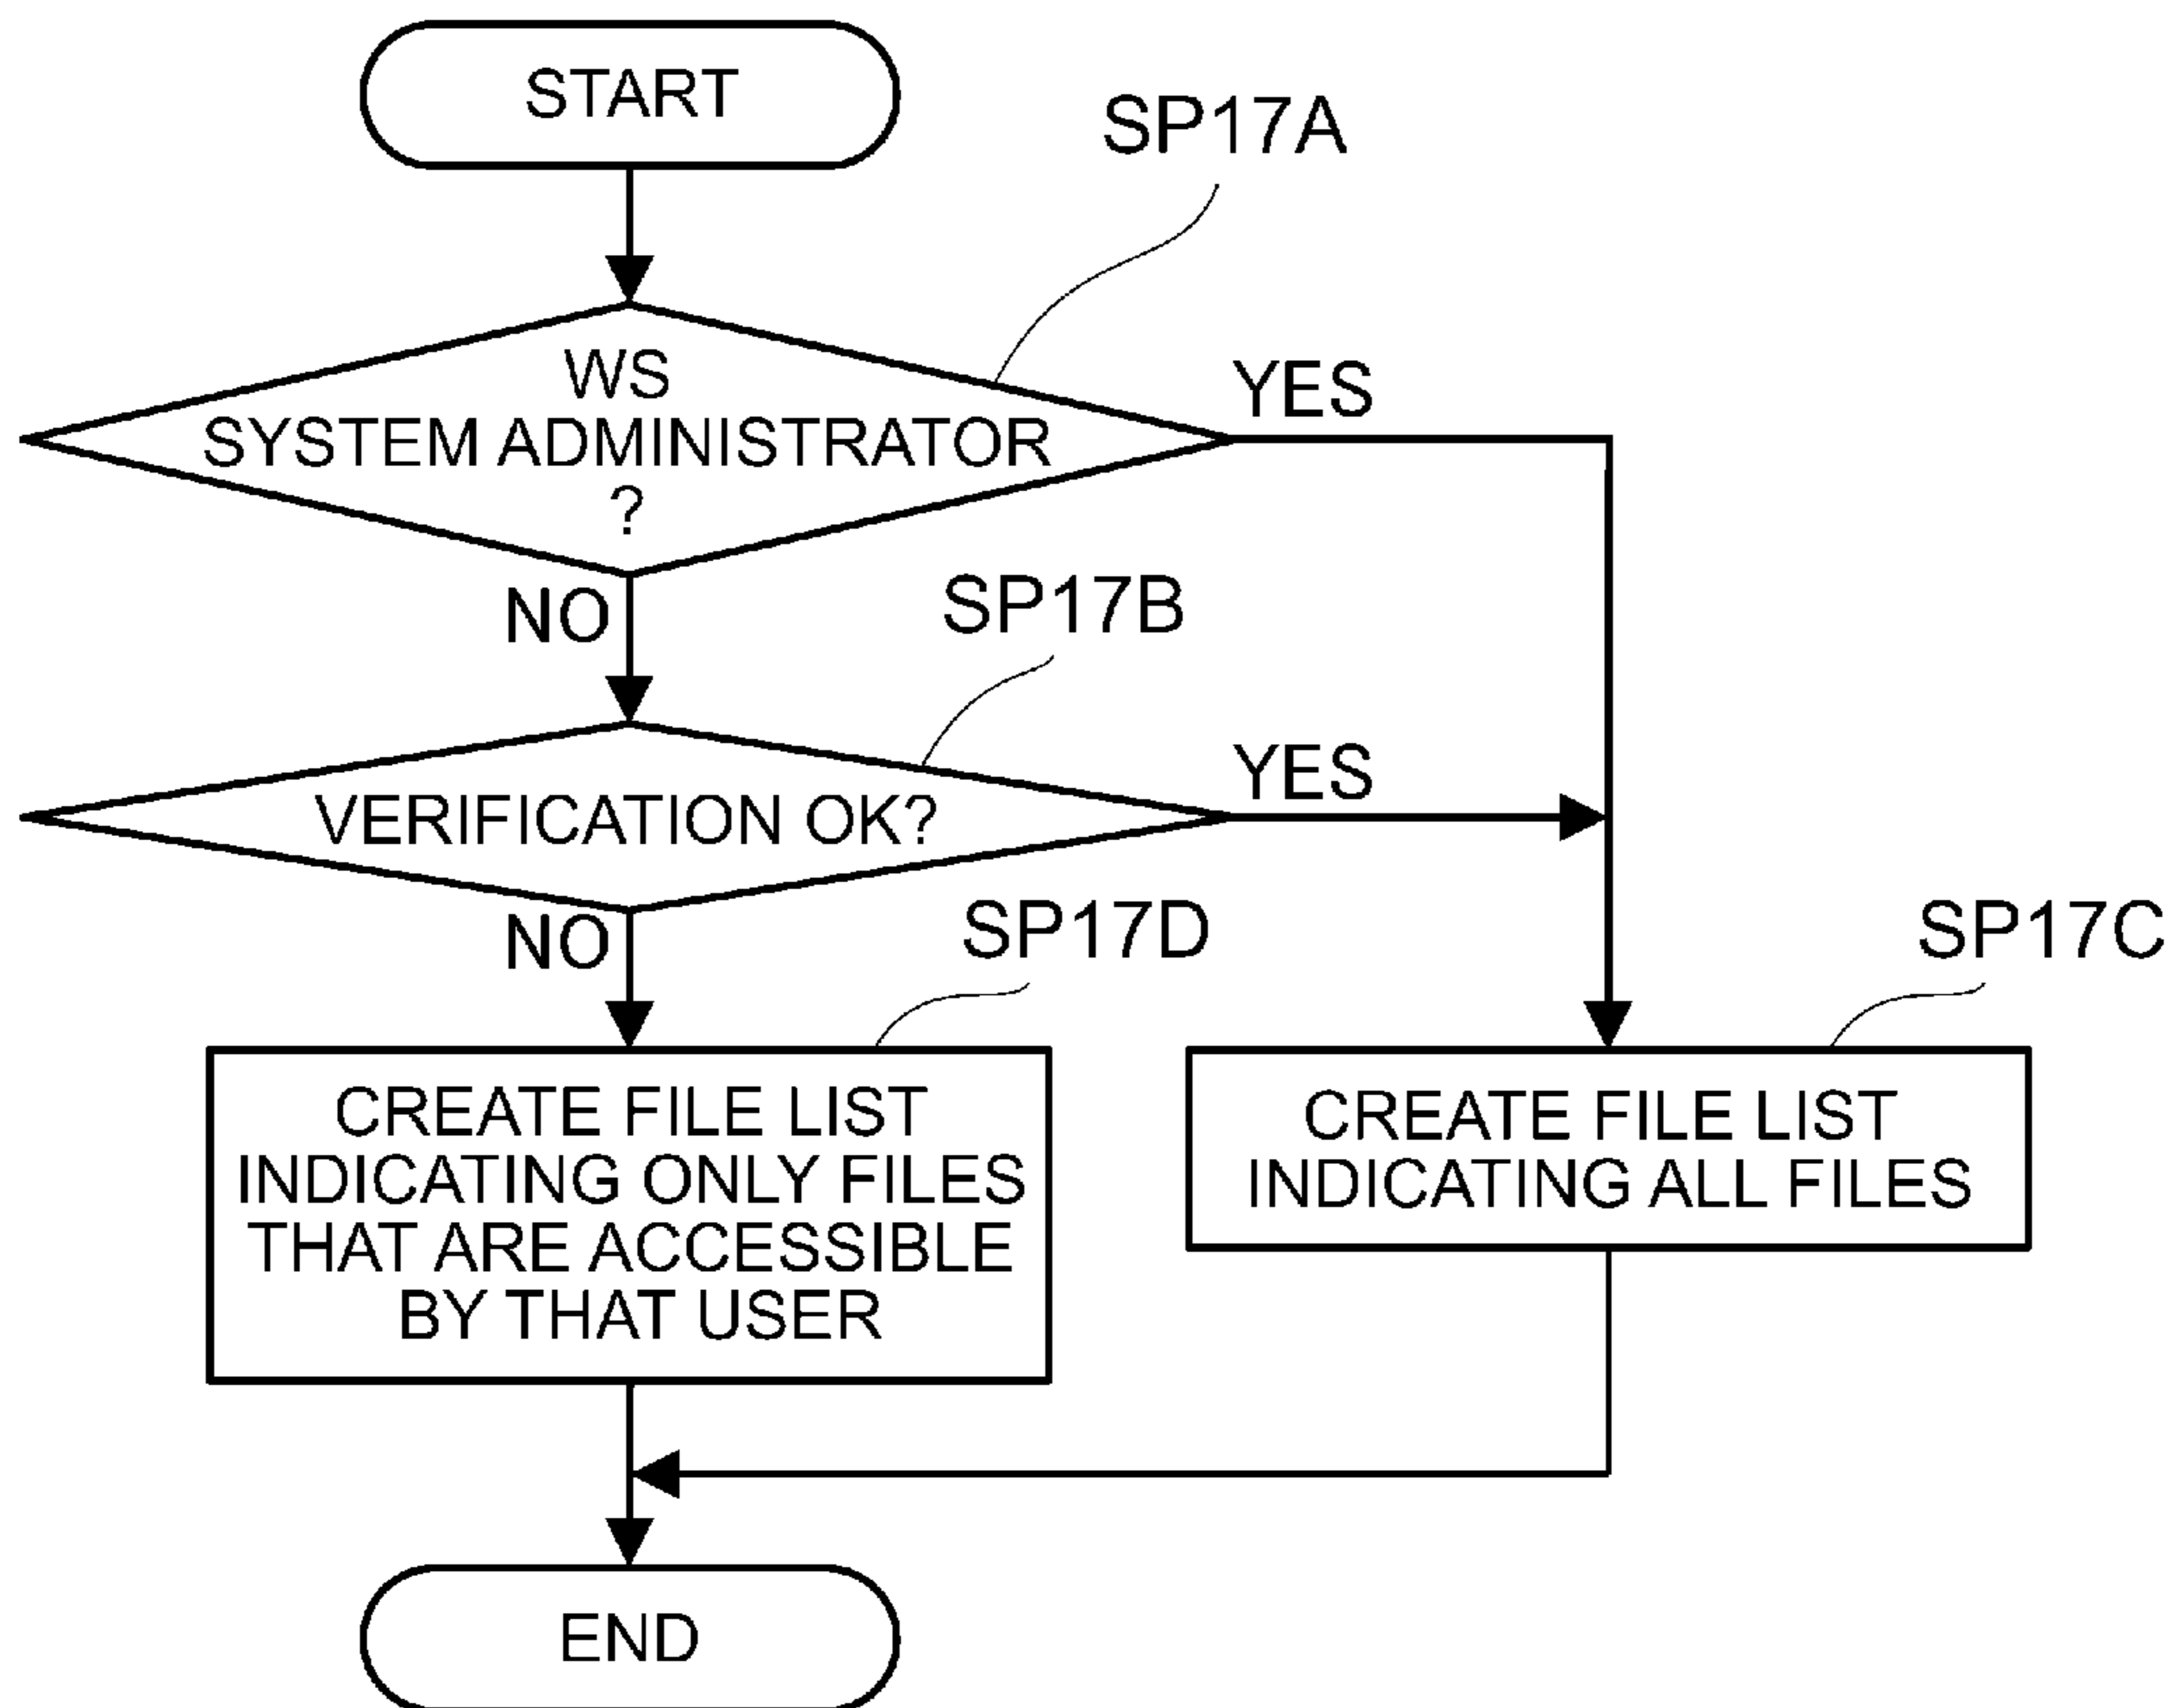 START
SP17A
WS
SYSTEM ADMINISTRATOR
?
YES
NO
SP17B
VERIFICATION OK?
YES
NO
SP17D
SP17C
CREATE FILE LIST
INDICATING ONLY FILES
THAT ARE ACCESSIBLE
BY THAT USER
CREATE FILE LIST
INDICATING ALL FILES
END